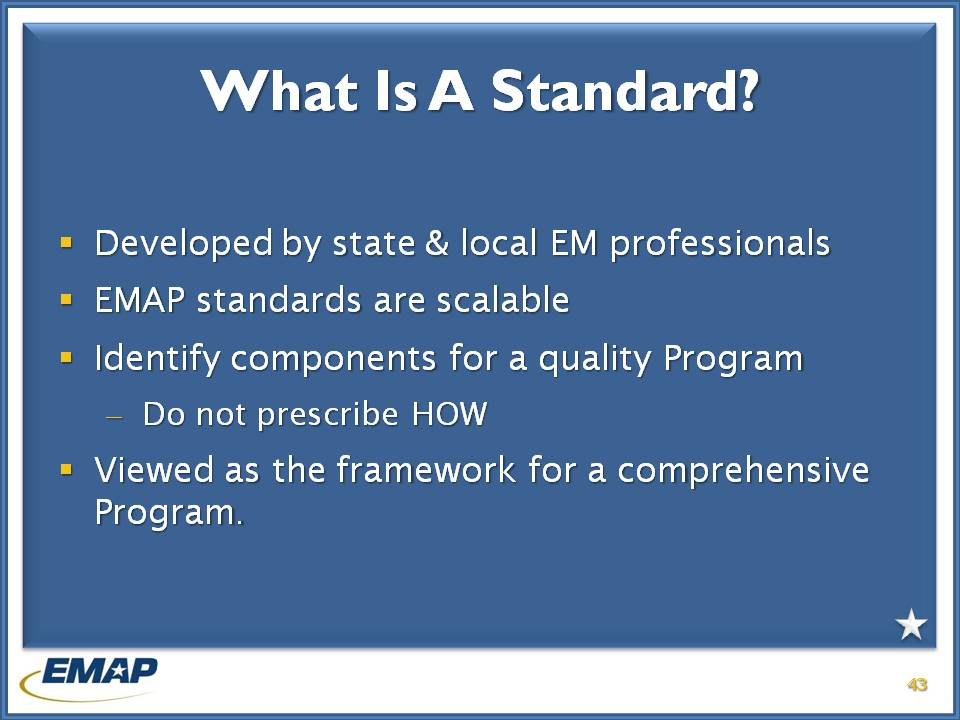 What Is A Standard?
▪ Developed by state & local EM professionals
▪ EMAP standards are scalable
▪ Identify components for a quality Program
– Do not prescribe HOW
▪ Viewed as the framework for a comprehensive
Program.
EMAP
43